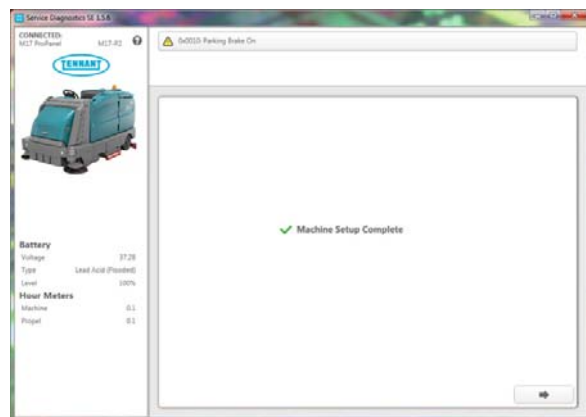 Service Diagnostics SE 1.5.6
CONNECTED:
M17 ProPanel M17-R2
TENNANT
0x0010: Parking Brake On
Machine Setup Complete
Battery
Voltage 37.28
Type Lead Acid (Flooded)
Level 100%
Hour Meters
Machine 0.1
Propel 0.1